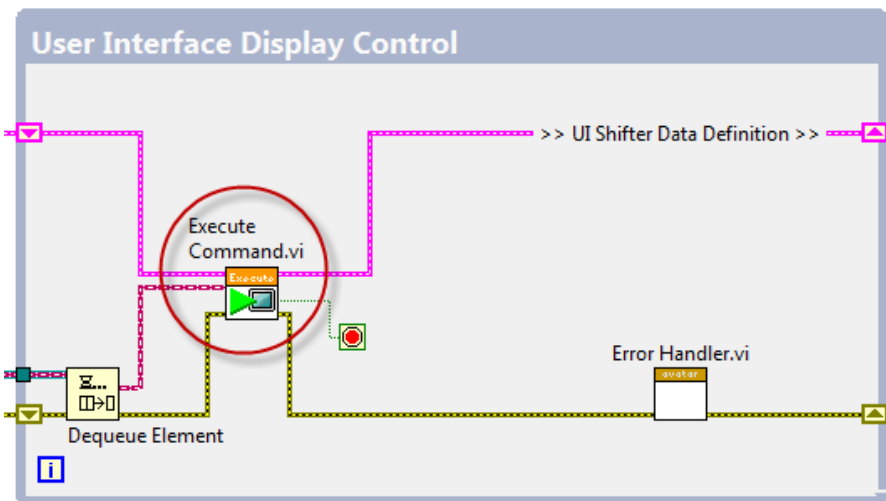 User Interface Display Control
>> UI Shifter Data Definition >>
Execute
Command.vi
Execute
Error Handler.vi
avatar
Dequeue Element
i